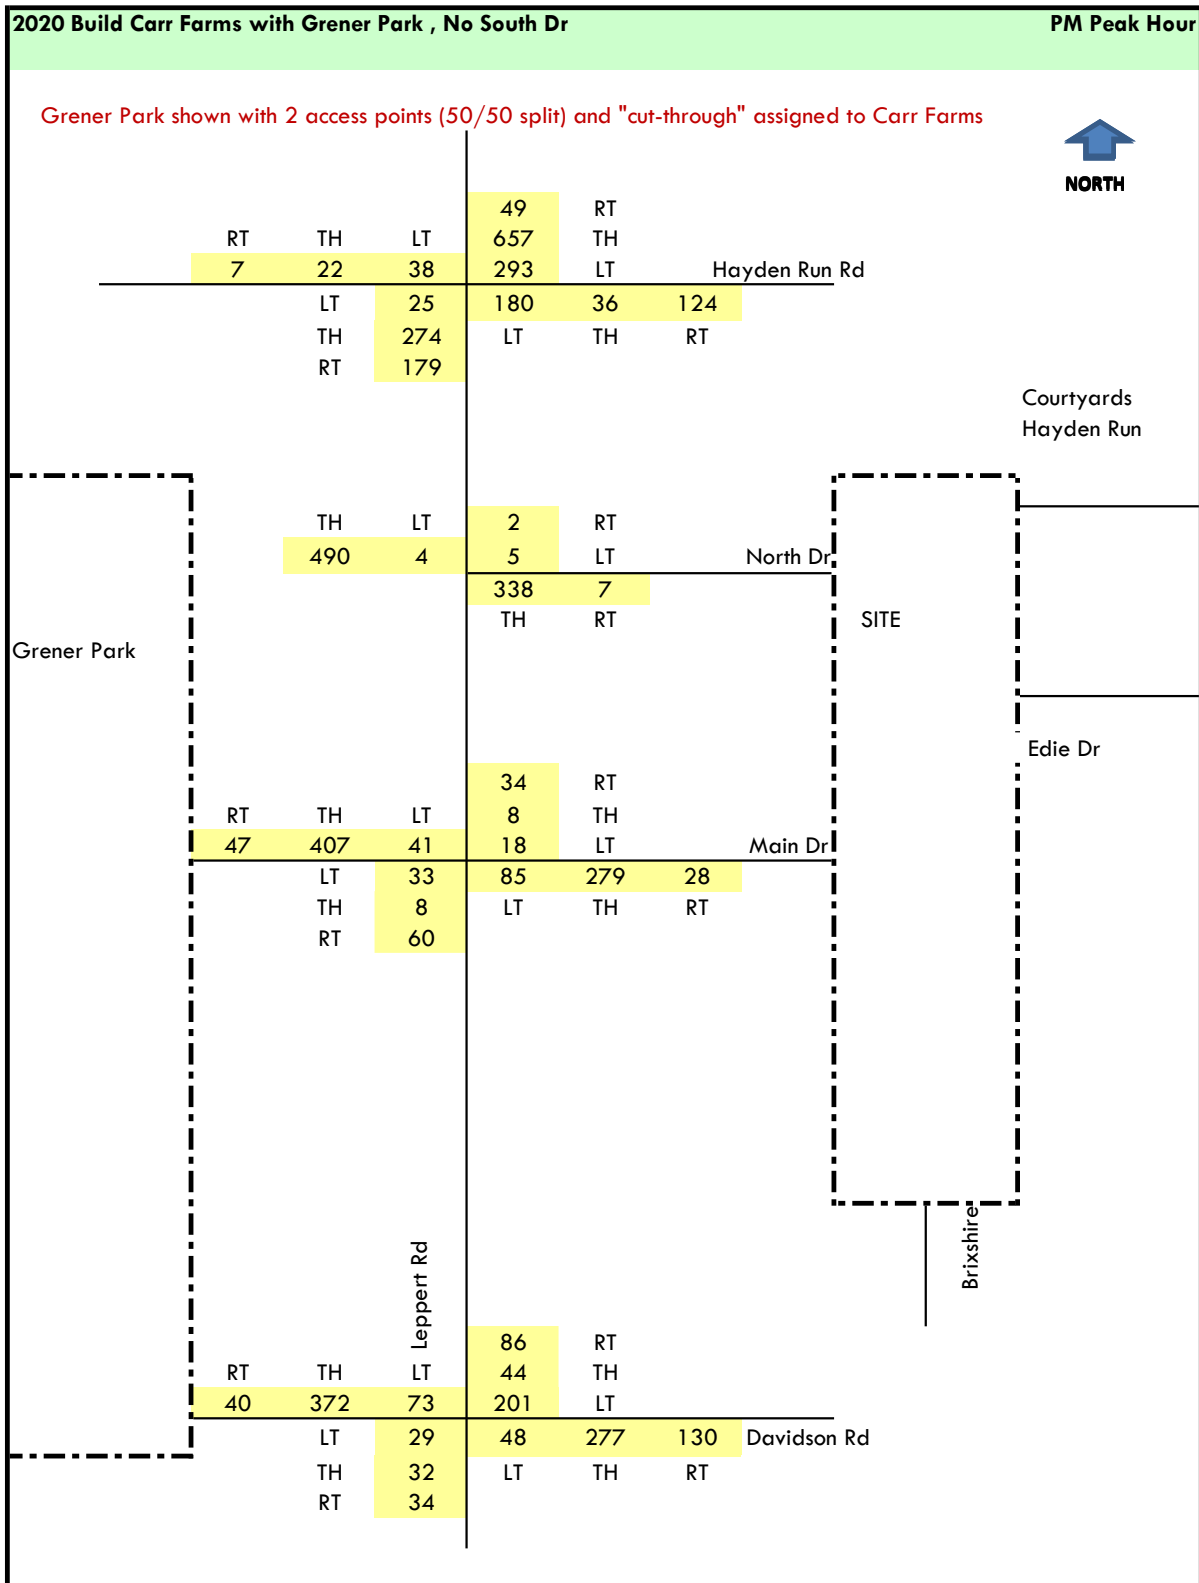 2020 Build Carr Farms with Grener Park , No South Dr PM Peak Hour
Grener Park shown with 2 access points (50/50 split) and "cut-through" assigned to Carr Farms
NORTH
49 RT
RT TH LT 657 TH
7 22 38 293 LT Hayden Run Rd
LT 25 180 36 124
TH 274 LT TH RT
RT 179
Courtyards
Hayden Run
TH LT 2 RT
490 4 5 LT North Dr
338 7
TH RT SITE
Grener Park
Edie Dr
34 RT
RT TH LT 8 TH
47 407 41 18 LT Main Dr
LT 33 85 279 28
TH 8 LT TH RT
RT 60
Brixshire
Leppert Rd
86 RT
RT TH LT 44 TH
40 372 73 201 LT
LT 29 48 277 130 Davidson Rd
TH 32 LT TH RT
RT 34